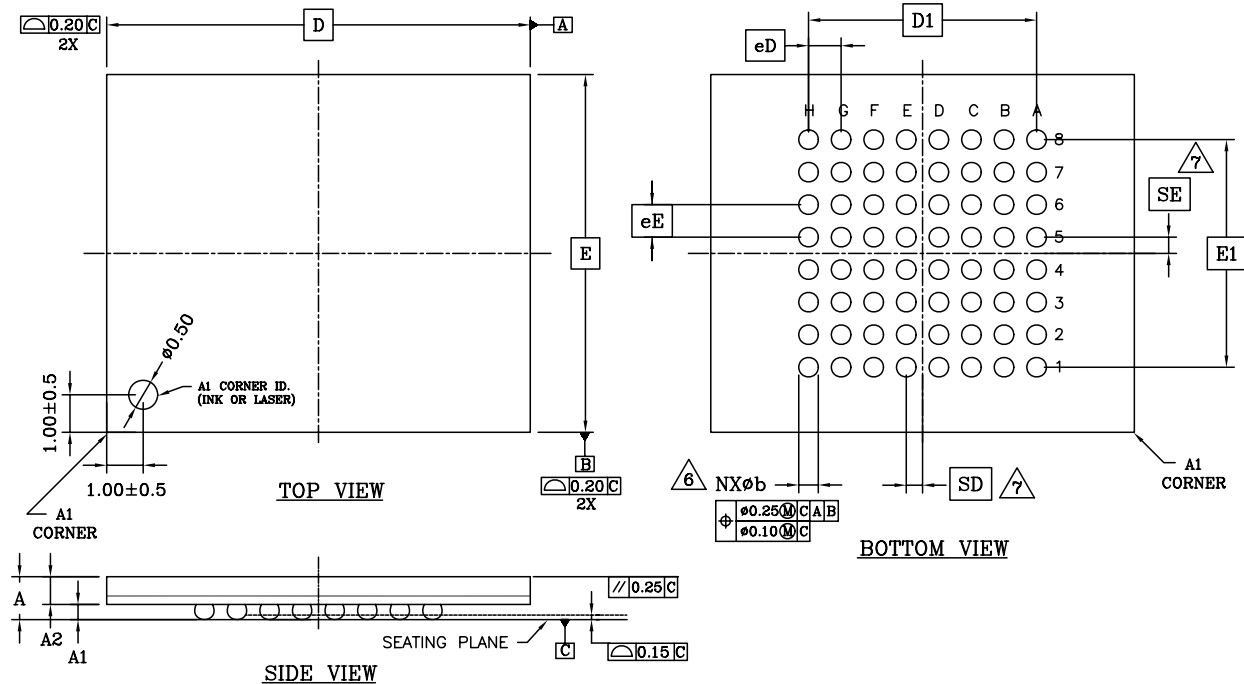 ⌓ 0.20 C
2X
D
A
E
ø0.50
A1 CORNER ID.
(INK OR LASER)
1.00±0.5
1.00±0.5
B
⌓ 0.20 C
2X
TOP VIEW
A1
CORNER
D1
eD
H G F E D C B A
8
7
6
5
4
3
2
1
7
SE
eE
E1
6 NXøb
SD 7
⌖ ø0.25 Ⓜ C A B
ø0.10 Ⓜ C
A1
CORNER
BOTTOM VIEW
A
A2
A1
// 0.25 C
SEATING PLANE
C
⌓ 0.15 C
SIDE VIEW